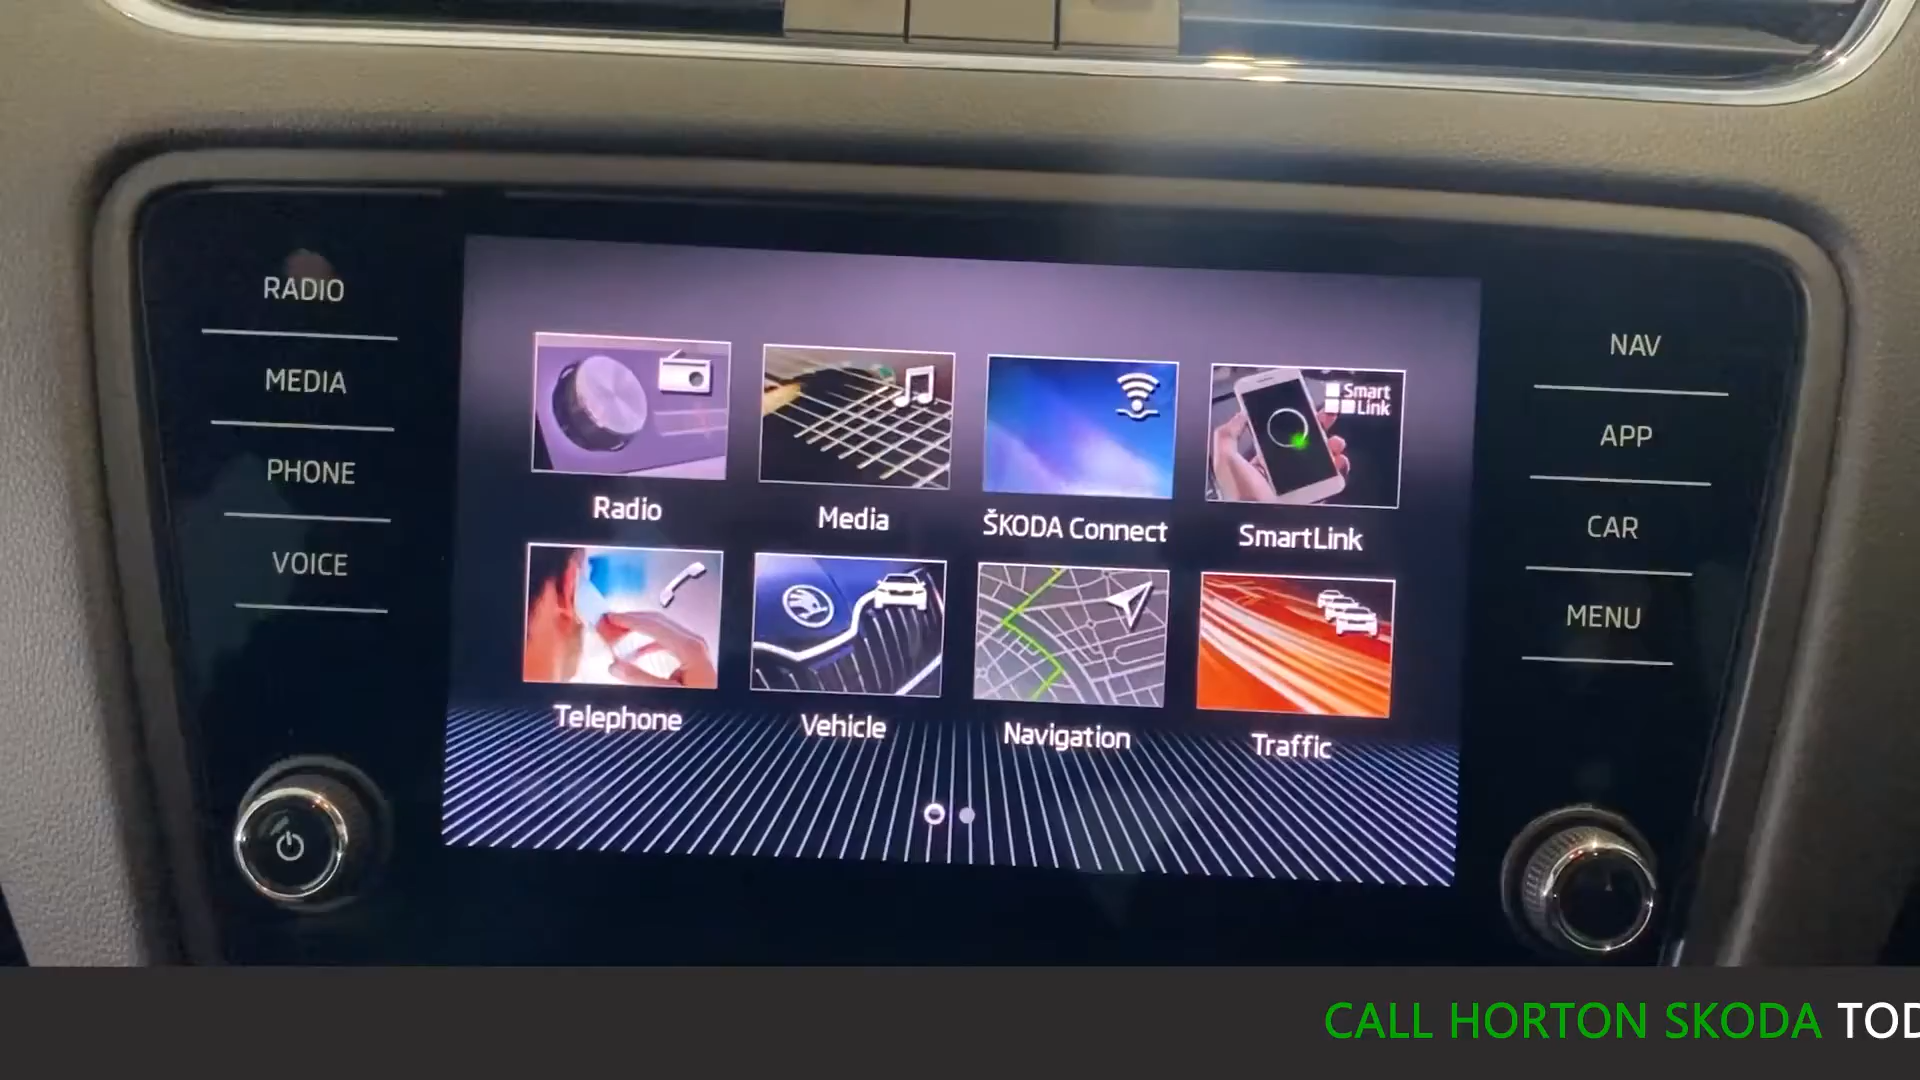 RADIO
MEDIA
PHONE
VOICE
Smart
Link
Radio
Media
ŠKODA Connect
SmartLink
Telephone
Vehicle
Navigation
Traffic
NAV
APP
CAR
MENU
CALL HORTON SKODA TOD